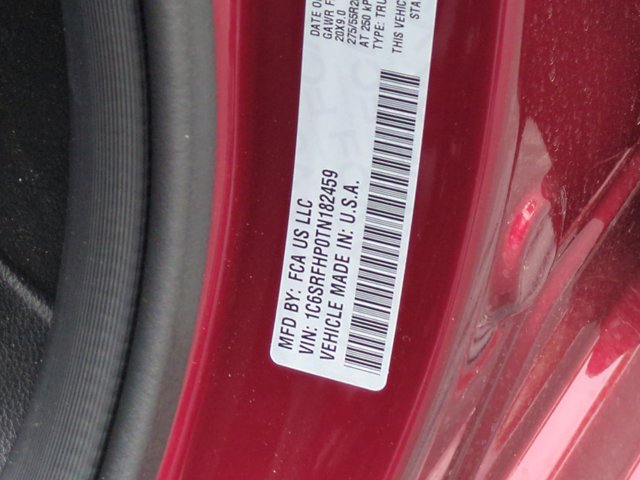 DATE OF
GAWR F
20X9.0
275/55R2
AT 250 kP
TYPE: TRU
THIS VEHIC
STA
MFD BY: FCA US LLC
VIN: 1C6SRFHP0TN182459
VEHICLE MADE IN: U.S.A.